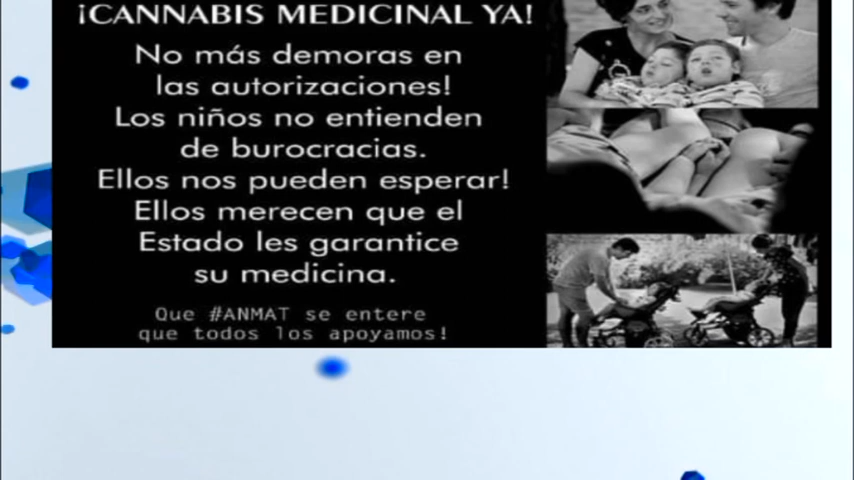 ¡CANNABIS MEDICINAL YA!
No más demoras en
las autorizaciones!
Los niños no entienden
de burocracias.
Ellos nos pueden esperar!
Ellos merecen que el
Estado les garantice
su medicina.
Que #ANMAT se entere
que todos los apoyamos!